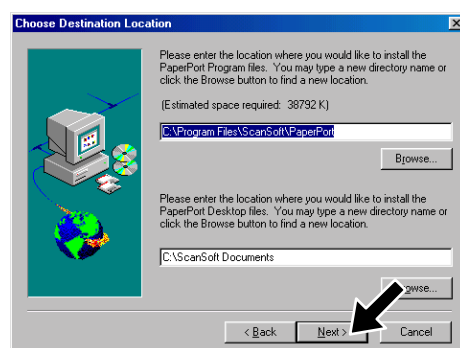 Choose Destination Location
Please enter the location where you would like to install the
PaperPort Program files. You may type a new directory name or
click the Browse button to find a new location.
(Estimated space required: 38792 K)
C:\Program Files\ScanSoft\PaperPort
Browse...
Please enter the location where you would like to install the
PaperPort Desktop files. You may type a new directory name or
click the Browse button to find a new location.
C:\ScanSoft Documents
owse...
< Back Next > Cancel